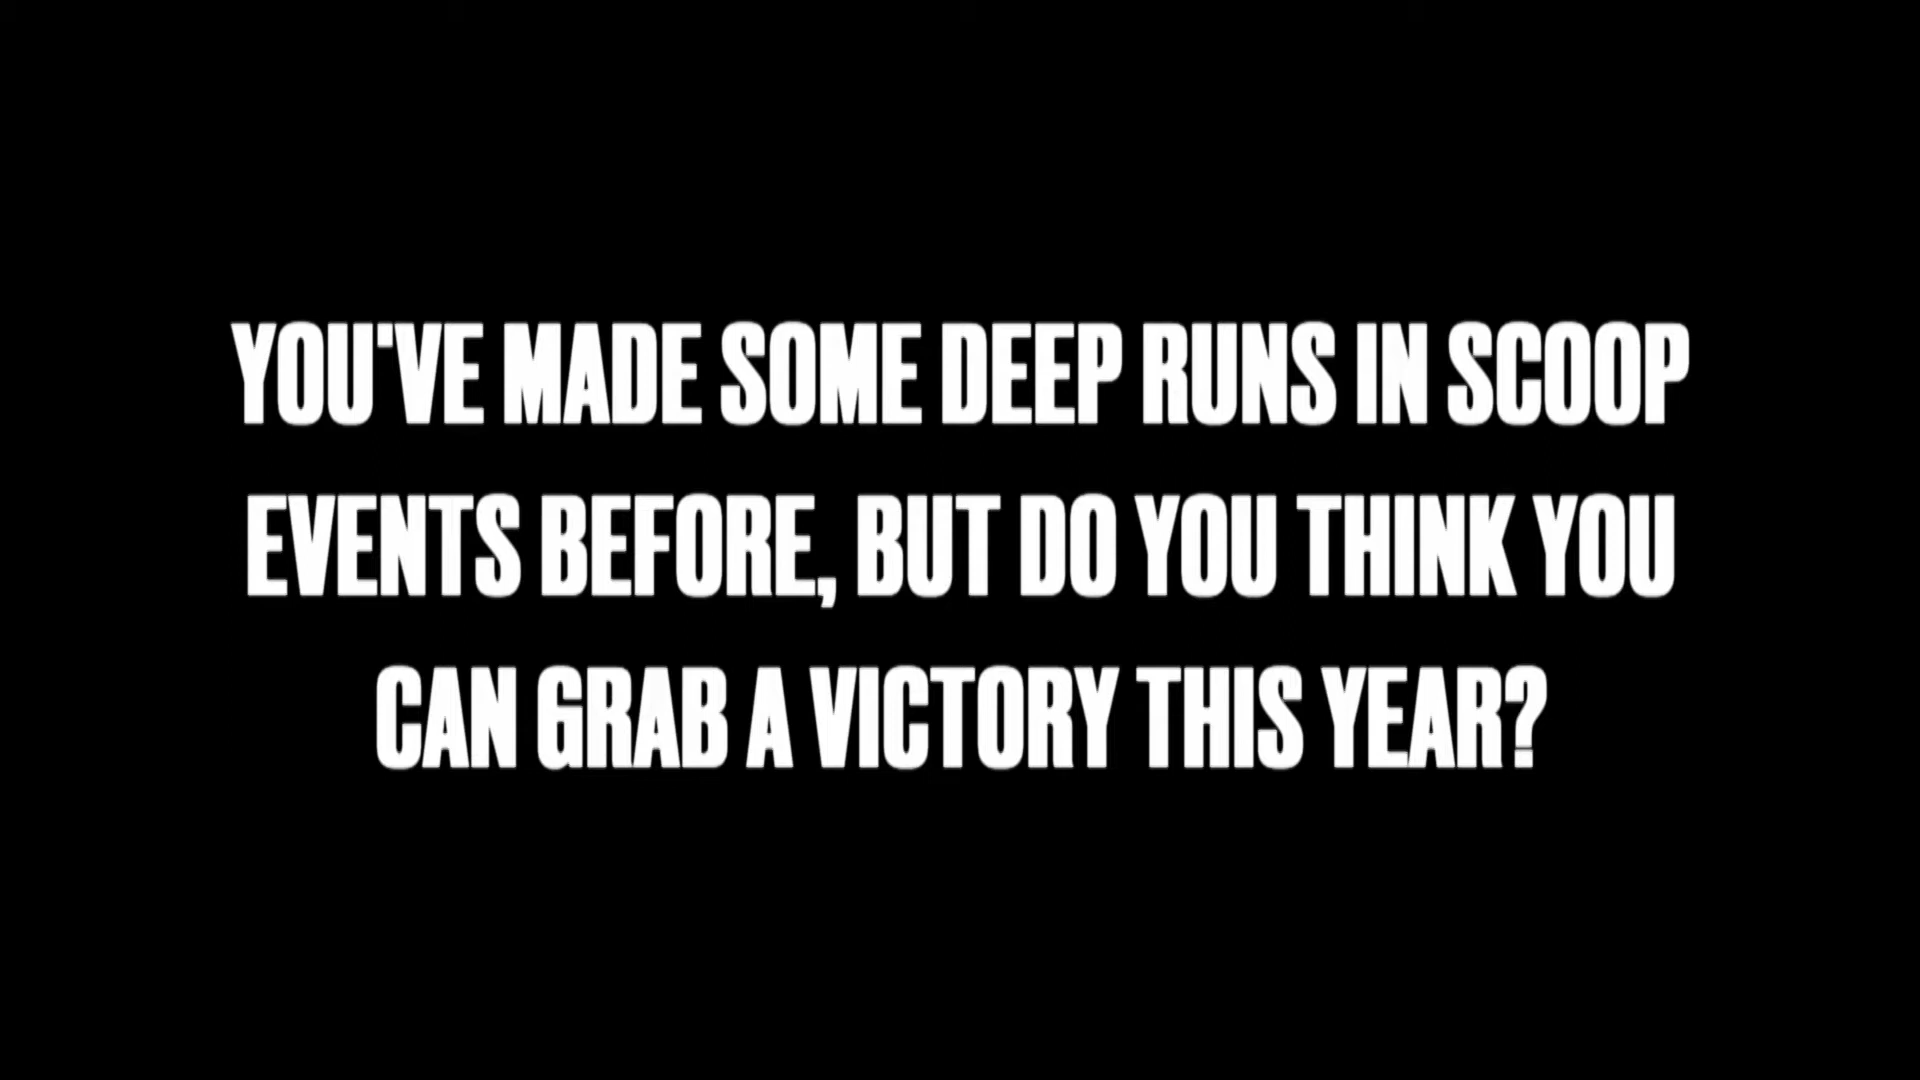 YOU'VE MADE SOME DEEP RUNS IN SCOOP
EVENTS BEFORE, BUT DO YOU THINK YOU
CAN GRAB A VICTORY THIS YEAR?